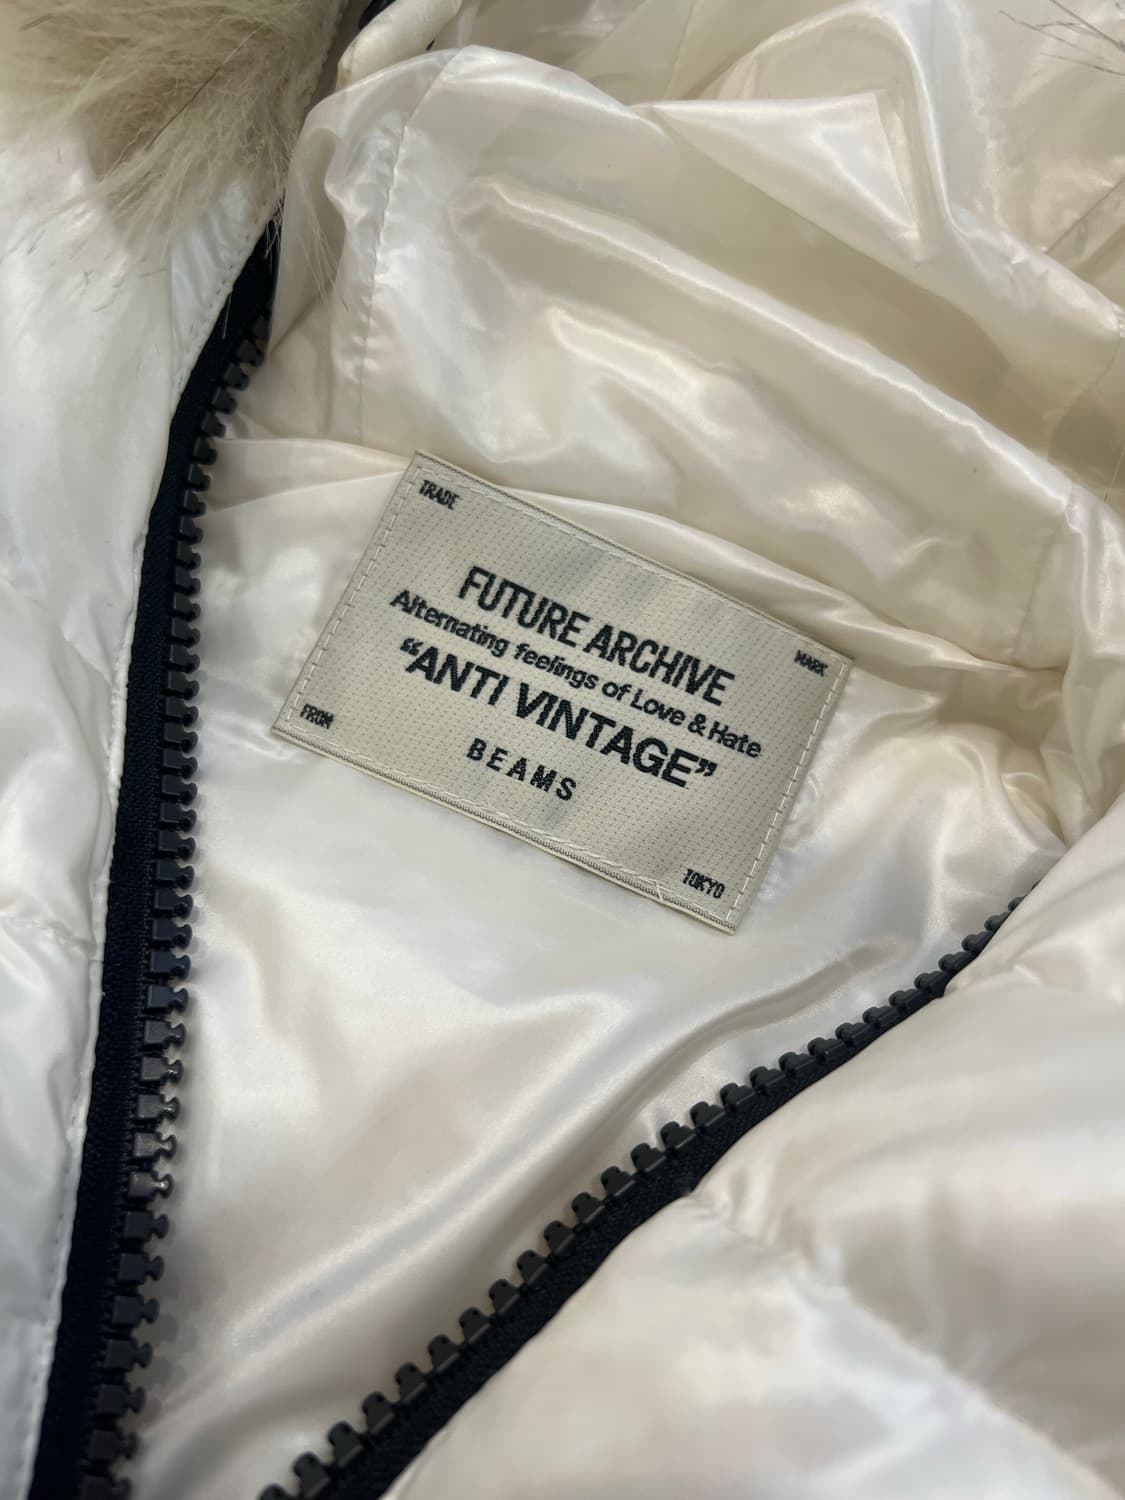 TRADE
MARK
FUTURE ARCHIVE
Alternating feelings of Love & Hate
“ANTI VINTAGE”
BEAMS
FROM
TOKYO